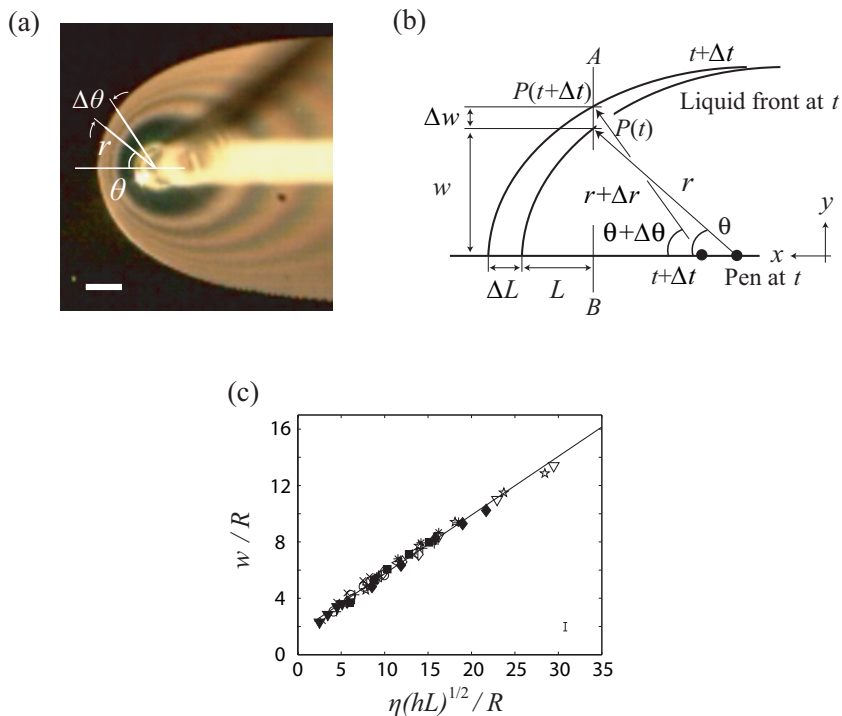 (a)
Δθ
r
θ
(b)
A
t+Δt
P(t+Δt)
Liquid front at t
Δw
P(t)
w
r
r+Δr
θ+Δθ
θ
y
x
t+Δt
Pen at t
ΔL
L
B
(c)
16
12
8
4
0
0 5 10 15 20 25 30 35
w / R
η(hL)^{1/2} / R